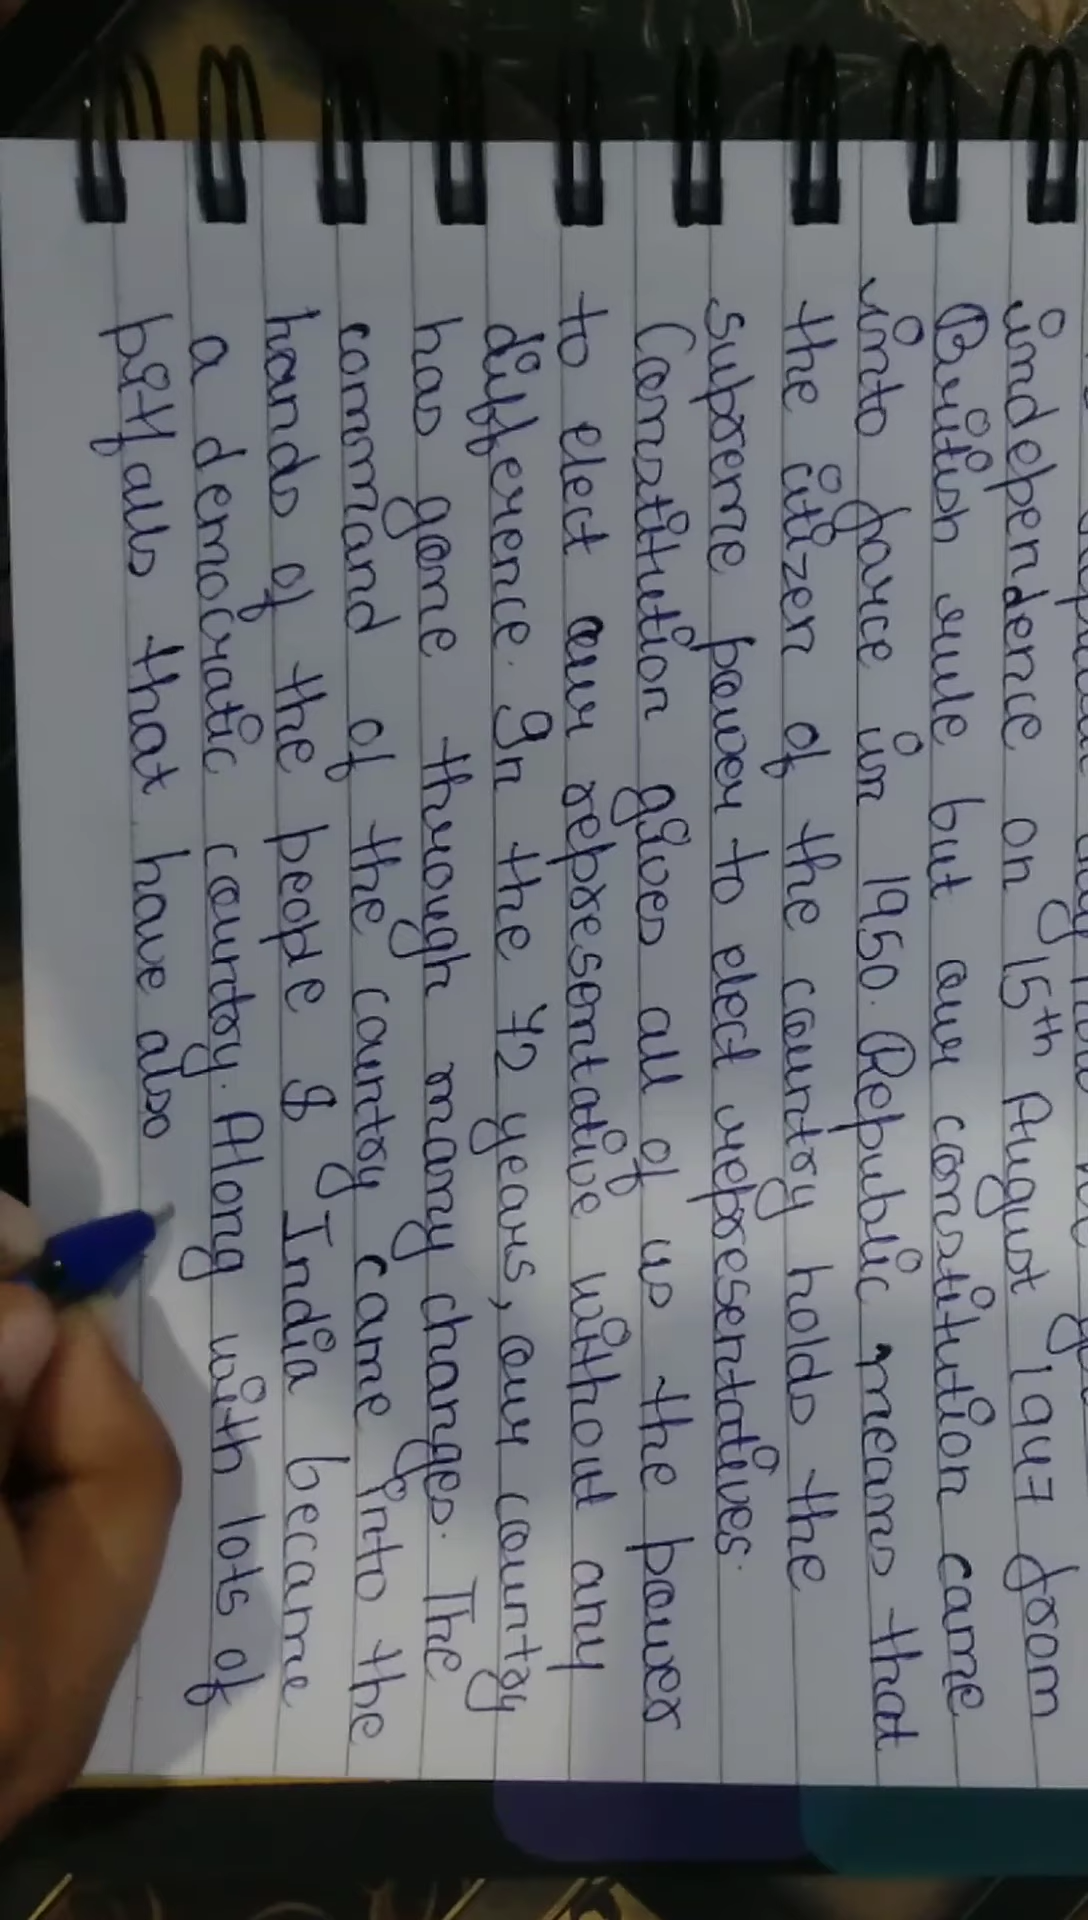 independence on 15th August 1947 from
British rule but our constitution came
into force in 1950. Republic means that
the citizen of the country holds the
supreme power to elect representatives.
Constitution gives all of us the power
to elect our representative without any
difference. In the 72 years, our country
has gone through many changes. The
command of the country came into the
hands of the people & India became
a democratic country. Along with lots of
pitfalls that have also